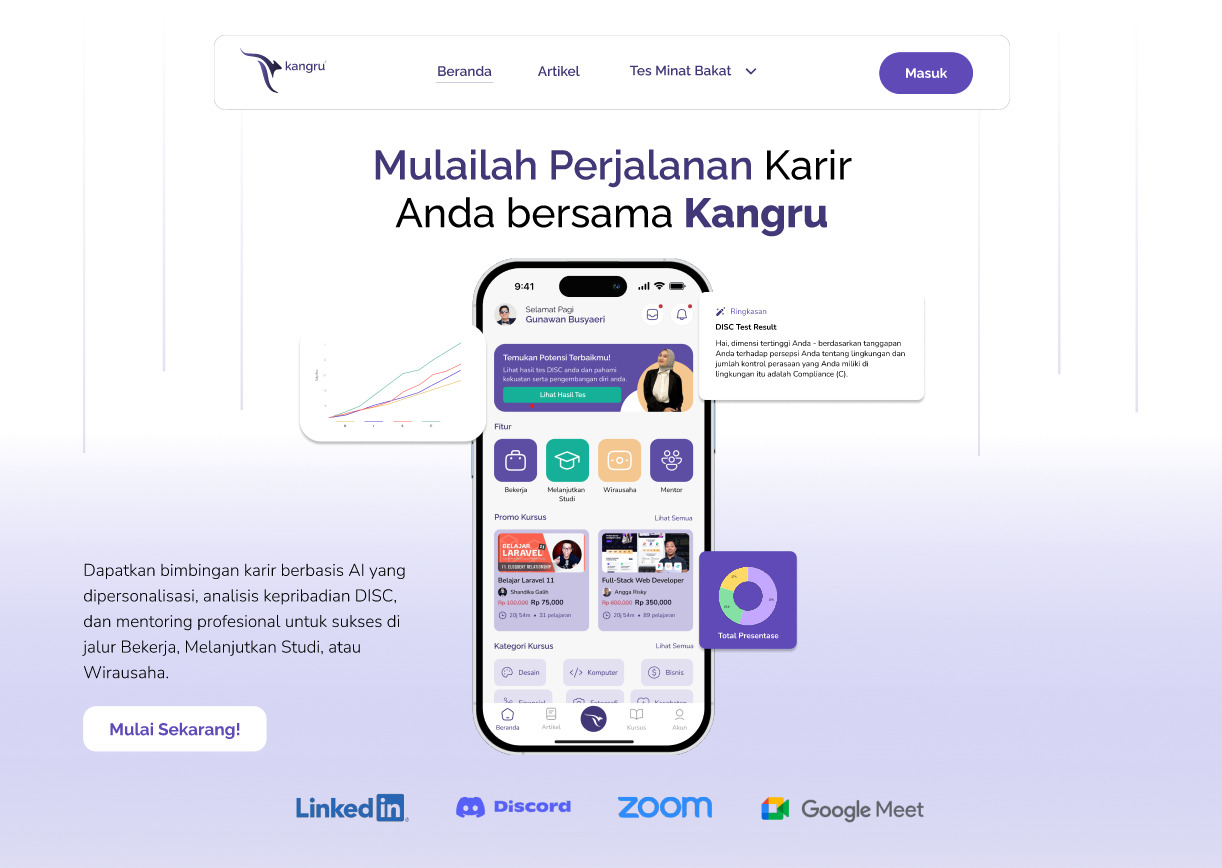 kangru
Beranda
Artikel
Tes Minat Bakat
Masuk
Mulailah Perjalanan Karir
Anda bersama Kangru
9:41
Selamat Pagi
Gunawan Busyaeri
Temukan Potensi Terbaikmu!
Lihat hasil tes DISC anda dan pahami
kekuatan serta pengembangan diri anda.
Lihat Hasil Tes
Ringkasan
DISC Test Result
Hai, dimensi tertinggi Anda - berdasarkan tanggapan
Anda terhadap persepsi Anda tentang lingkungan dan
jumlah kontrol perasaan yang Anda miliki di
lingkungan itu adalah Compliance (C).
Fitur
Bekerja
Melanjutkan
Studi
Wirausaha
Mentor
Promo Kursus
Lihat Semua
BELAJAR
LARAVEL
11. ELOQUENT RELATIONSHIP
Belajar Laravel 11
Shandika Galih
Rp 100,000 Rp 75,000
20j 54m • 31 pelajaran
Full-Stack Web Developer
Angga Risky
Rp 600,000 Rp 350,000
20j 54m • 89 pelajaran
Kategori Kursus
Lihat Semua
Desain
Komputer
Bisnis
Beranda
Artikel
Kursus
Akun
Total Presentase
Dapatkan bimbingan karir berbasis AI yang
dipersonalisasi, analisis kepribadian DISC,
dan mentoring profesional untuk sukses di
jalur Bekerja, Melanjutkan Studi, atau
Wirausaha.
Mulai Sekarang!
LinkedIn
Discord
zoom
Google Meet